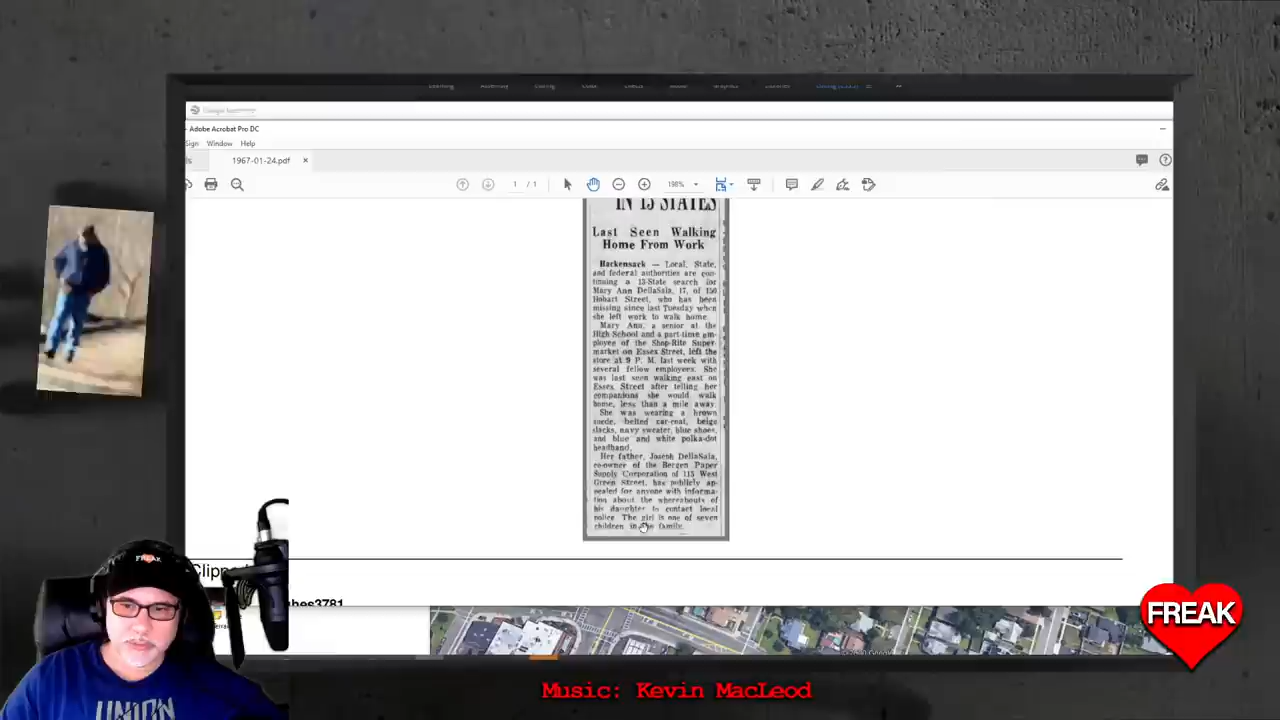 Adobe Acrobat Pro DC
Sign Window Help
1967-01-24.pdf ×
1 / 1 198%
IN 13 STATES
Last Seen Walking
Home From Work
Hackensack — Local, State,
and federal authorities are con-
tinuing a 13-State search for
Mary Ann DellaSala, 17, of 150
Hobart Street, who has been
missing since last Tuesday when
she left work to walk home.
Mary Ann, a senior at the
High School and a part-time em-
ployee of the Shop-Rite Super-
market on Essex Street, left the
store at 9 P. M. last week with
several fellow employees. She
was last seen walking east on
Essex Street after telling her
companions she would walk
home, less than a mile away.
She was wearing a brown
suede, belted car-coat, beige
slacks, navy sweater, blue shoes,
and blue and white polka-dot
headband.
Her father, Joseph DellaSala,
co-owner of the Bergen Paper
Supply Corporation of 113 West
Green Street, has publicly ap-
pealed for anyone with informa-
tion about the whereabouts of
his daughter to contact local
police. The girl is one of seven
children in the family.
Clipp
hes3781
FREAK
FREAK
UNION
Music: Kevin MacLeod